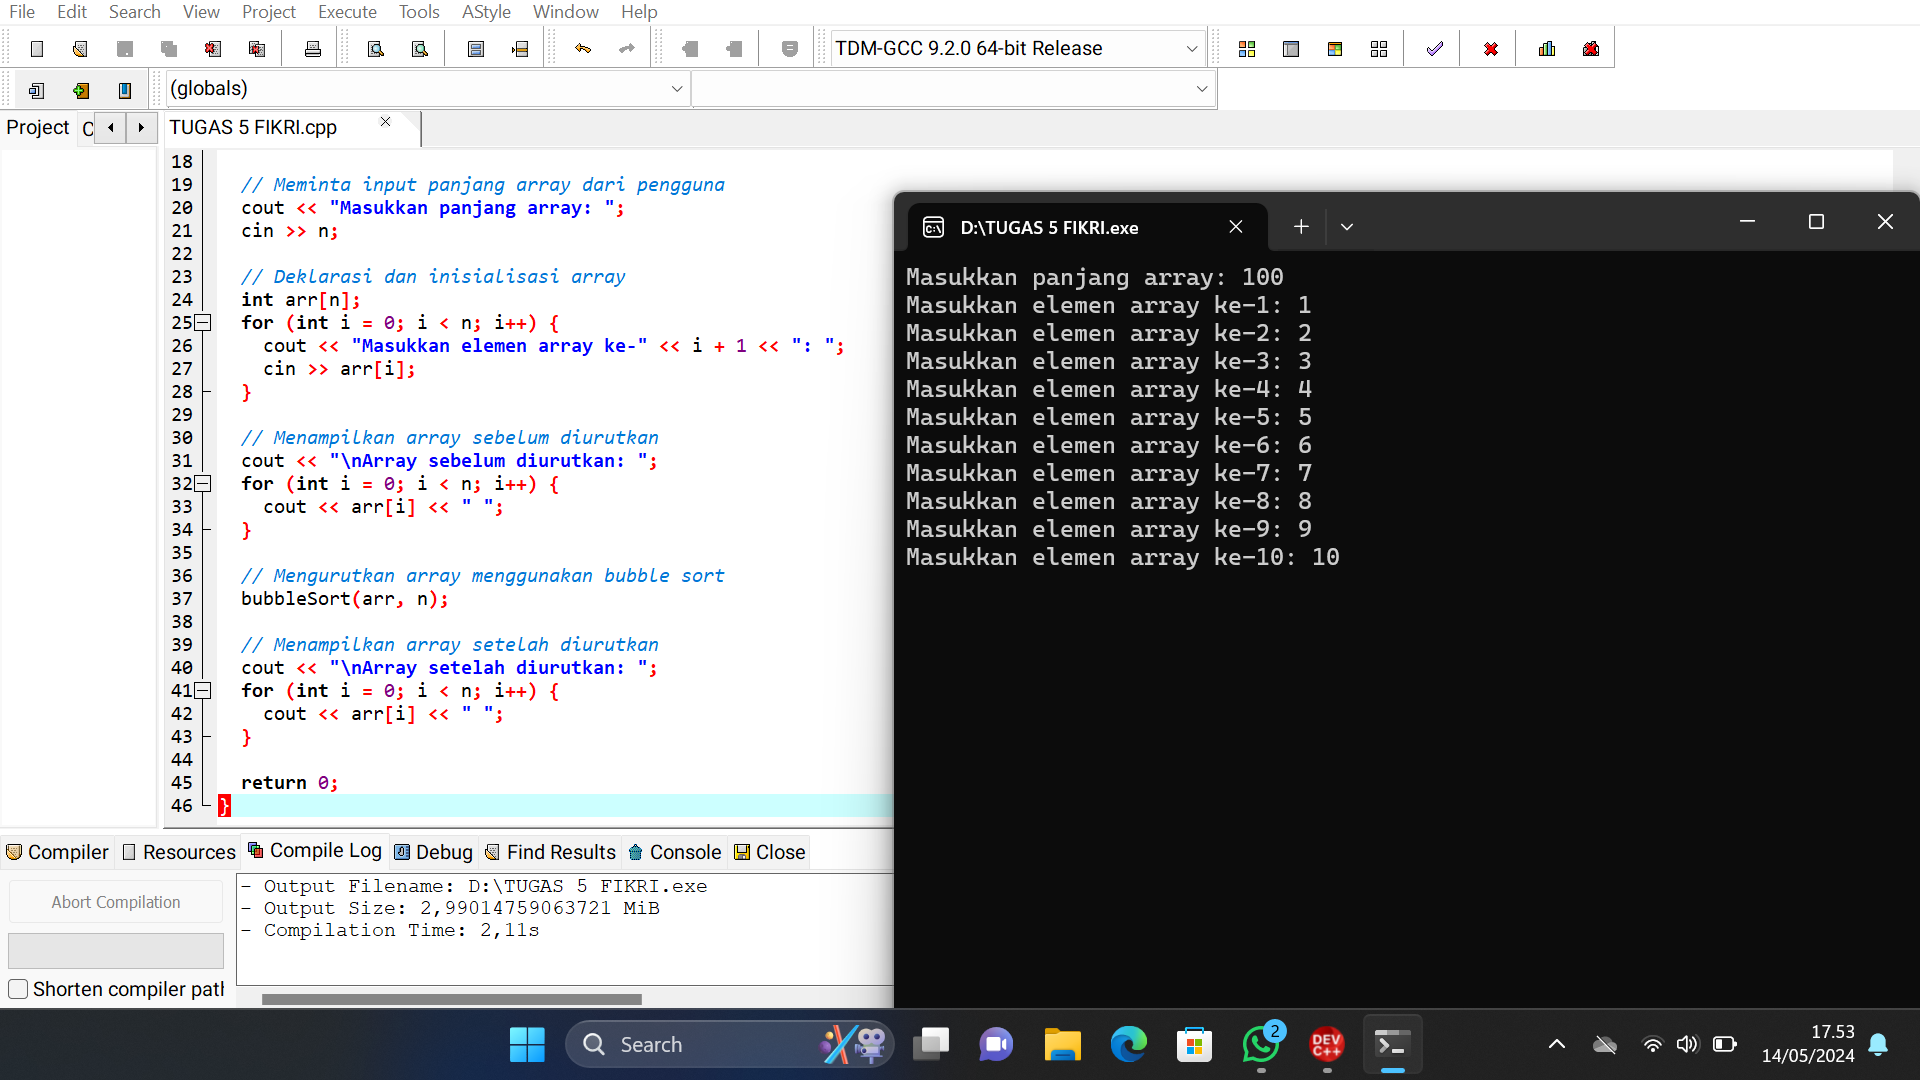 File Edit Search View Project Execute Tools AStyle Window Help
TDM-GCC 9.2.0 64-bit Release
(globals)
Project C
TUGAS 5 FIKRI.cpp
18
19 // Meminta input panjang array dari pengguna
20 cout << "Masukkan panjang array: ";
21 cin >> n;
22
23 // Deklarasi dan inisialisasi array
24 int arr[n];
25 for (int i = 0; i < n; i++) {
26 cout << "Masukkan elemen array ke-" << i + 1 << ": ";
27 cin >> arr[i];
28 }
29
30 // Menampilkan array sebelum diurutkan
31 cout << "\nArray sebelum diurutkan: ";
32 for (int i = 0; i < n; i++) {
33 cout << arr[i] << " ";
34 }
35
36 // Mengurutkan array menggunakan bubble sort
37 bubbleSort(arr, n);
38
39 // Menampilkan array setelah diurutkan
40 cout << "\nArray setelah diurutkan: ";
41 for (int i = 0; i < n; i++) {
42 cout << arr[i] << " ";
43 }
44
45 return 0;
46 }
D:\TUGAS 5 FIKRI.exe
Masukkan panjang array: 100
Masukkan elemen array ke-1: 1
Masukkan elemen array ke-2: 2
Masukkan elemen array ke-3: 3
Masukkan elemen array ke-4: 4
Masukkan elemen array ke-5: 5
Masukkan elemen array ke-6: 6
Masukkan elemen array ke-7: 7
Masukkan elemen array ke-8: 8
Masukkan elemen array ke-9: 9
Masukkan elemen array ke-10: 10
Compiler Resources Compile Log Debug Find Results Console Close
Abort Compilation
Shorten compiler path
- Output Filename: D:\TUGAS 5 FIKRI.exe
- Output Size: 2,99014759063721 MiB
- Compilation Time: 2,11s
Search
2
DEV
C++
17.53
14/05/2024